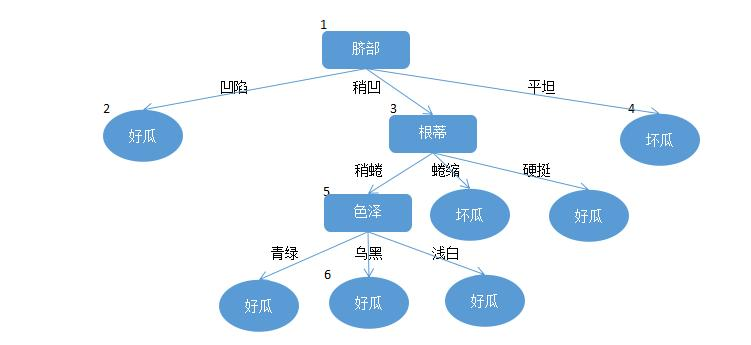 1
脐部
凹陷
稍凹
平坦
2
好瓜
3
根蒂
4
坏瓜
稍蜷
蜷缩
硬挺
5
色泽
坏瓜
好瓜
青绿
乌黑
浅白
6
好瓜
好瓜
好瓜